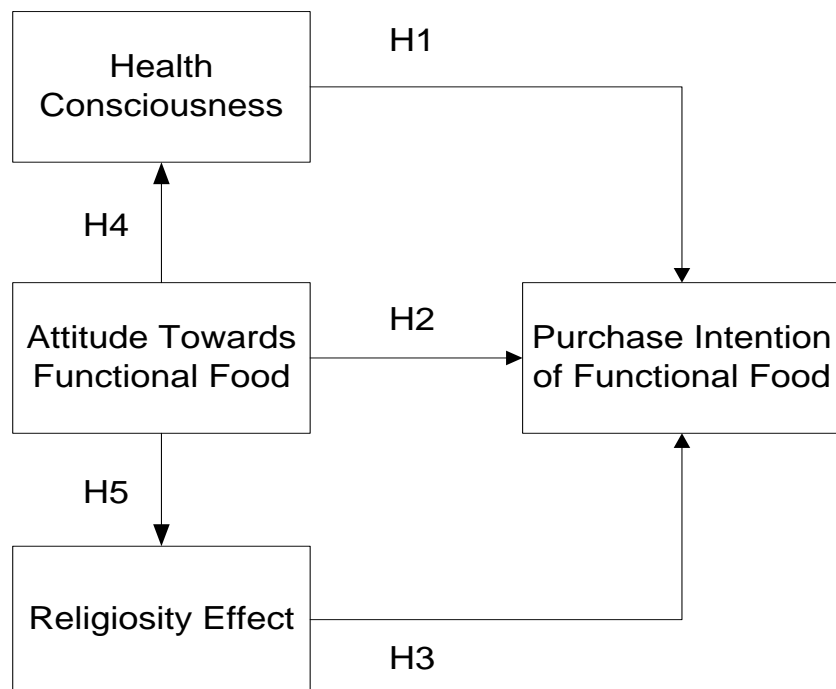 H1
Health
Consciousness
H4
Attitude Towards
Functional Food
H2
Purchase Intention
of Functional Food
H5
Religiosity Effect
H3